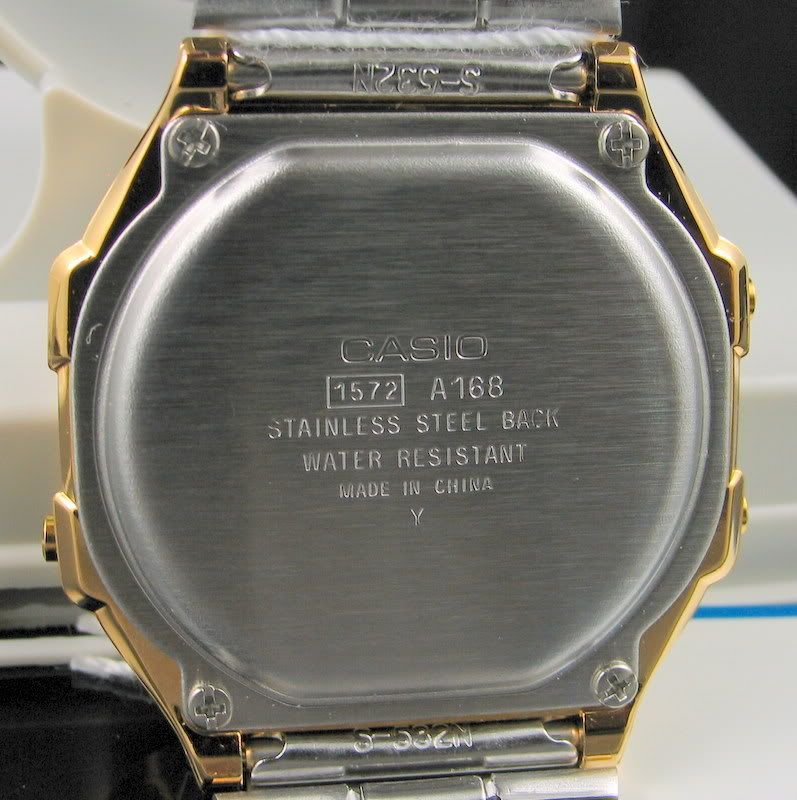 S-532N
CASIO
1572 A168
STAINLESS STEEL BACK
WATER RESISTANT
MADE IN CHINA
Y
S-532N